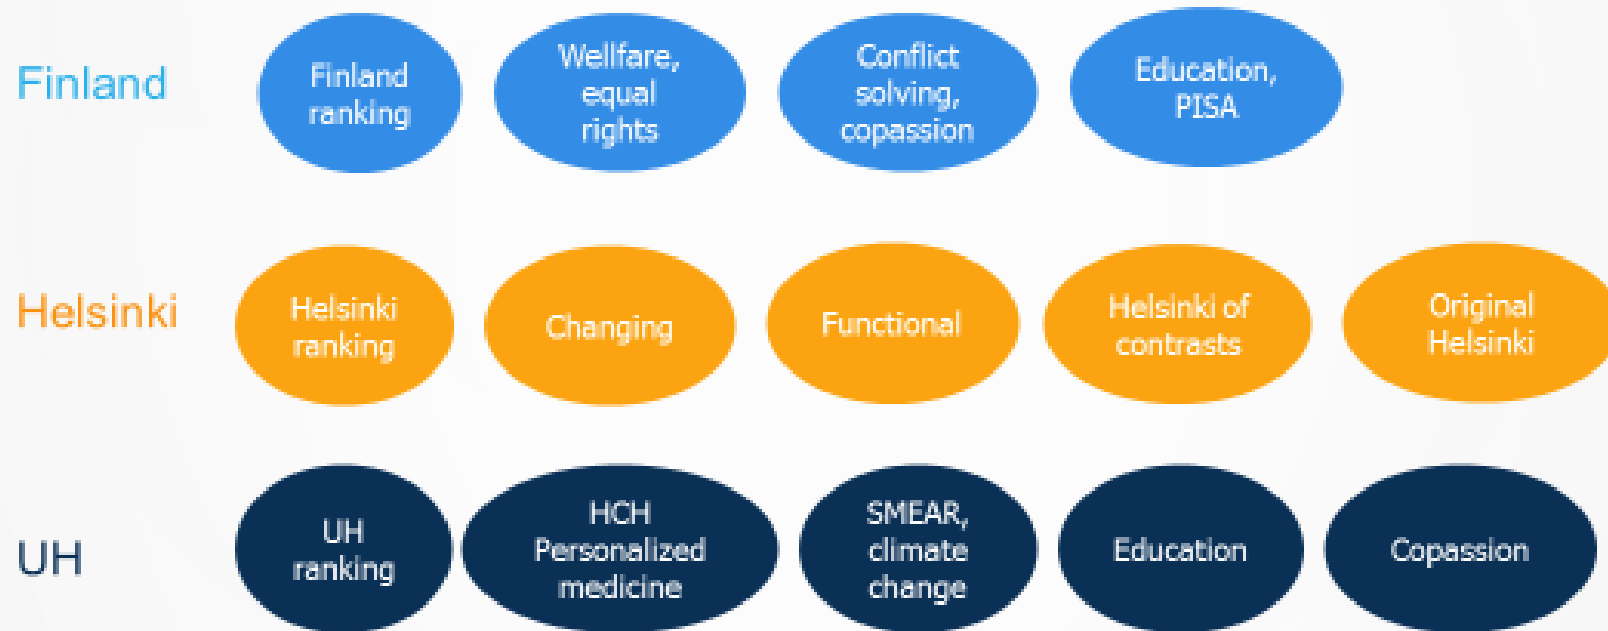 Finland
Finland
ranking
Wellfare,
equal
rights
Conflict
solving,
copassion
Education,
PISA
Helsinki
Helsinki
ranking
Changing
Functional
Helsinki of
contrasts
Original
Helsinki
UH
UH
ranking
HCH
Personalized
medicine
SMEAR,
climate
change
Education
Copassion